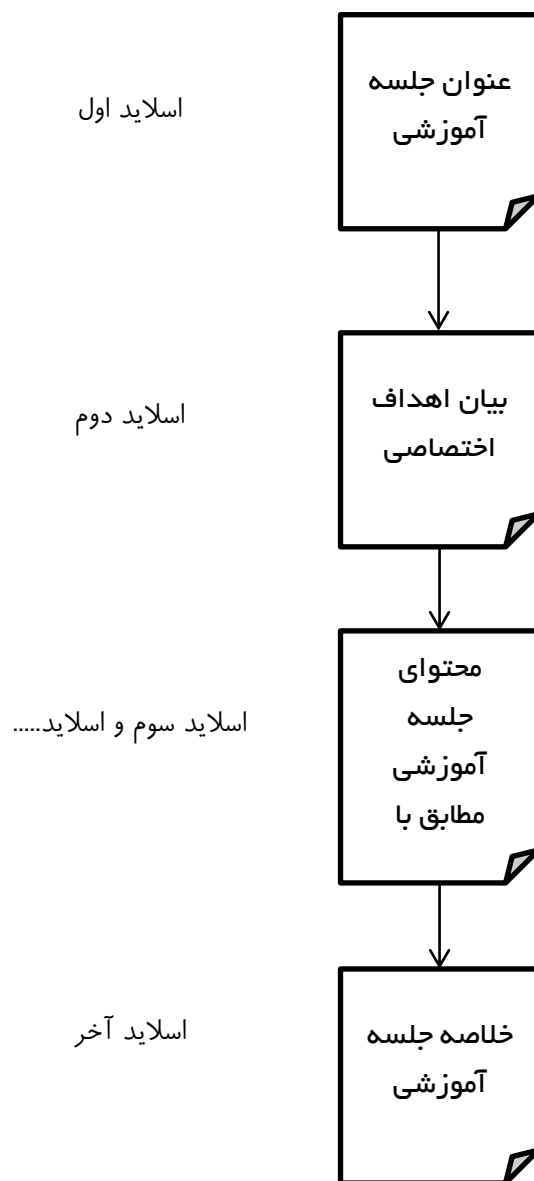 عنوان جلسه
آموزشی
اسلاید اول
بیان اهداف
اختصاصی
اسلاید دوم
محتوای
جلسه
آموزشی
مطابق با
اسلاید سوم و اسلاید.....
خلاصه جلسه
آموزشی
اسلاید آخر